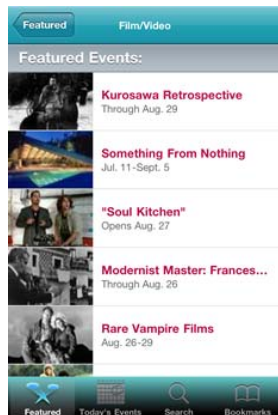 Featured
Film/Video
Featured Events:
Kurosawa Retrospective
Through Aug. 29
Something From Nothing
Jul. 11-Sept. 5
"Soul Kitchen"
Opens Aug. 27
Modernist Master: Frances...
Through Aug. 26
Rare Vampire Films
Aug. 26-29
Featured
Today's Events
Search
Bookmarks